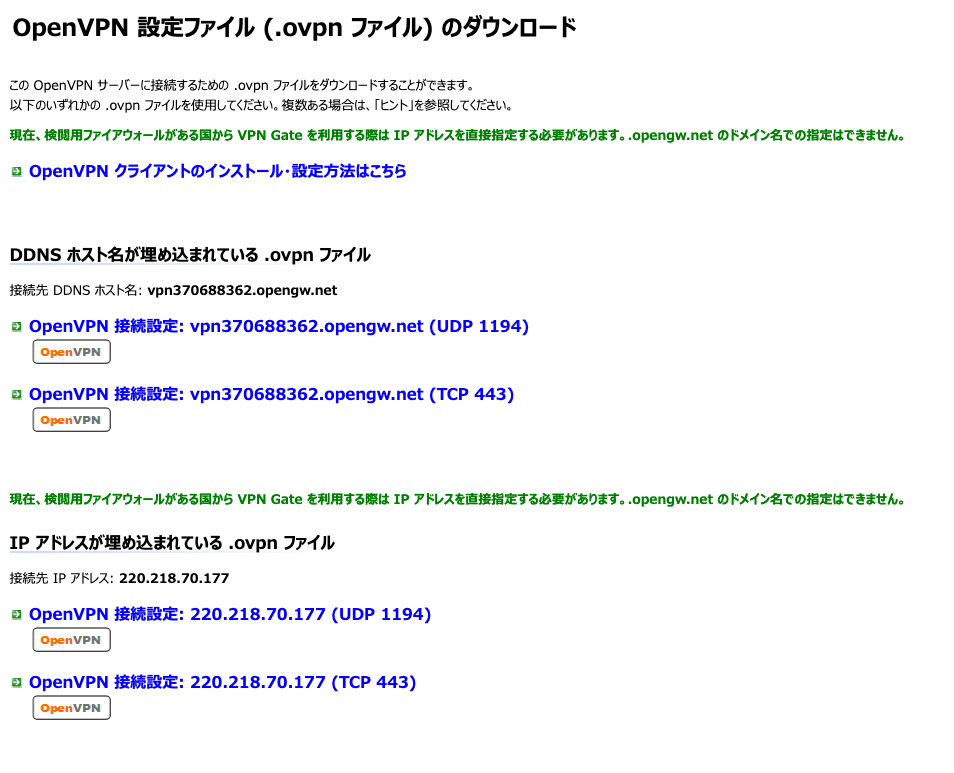 OpenVPN 設定ファイル (.ovpn ファイル) のダウンロード
この OpenVPN サーバーに接続するための .ovpn ファイルをダウンロードすることができます。
以下のいずれかの .ovpn ファイルを使用してください。複数ある場合は、「ヒント」を参照してください。
現在、検閲用ファイアウォールがある国から VPN Gate を利用する際は IP アドレスを直接指定する必要があります。.opengw.net のドメイン名での指定はできません。
OpenVPN クライアントのインストール・設定方法はこちら
DDNS ホスト名が埋め込まれている .ovpn ファイル
接続先 DDNS ホスト名: vpn370688362.opengw.net
OpenVPN 接続設定: vpn370688362.opengw.net (UDP 1194)
OpenVPN
OpenVPN 接続設定: vpn370688362.opengw.net (TCP 443)
OpenVPN
現在、検閲用ファイアウォールがある国から VPN Gate を利用する際は IP アドレスを直接指定する必要があります。.opengw.net のドメイン名での指定はできません。
IP アドレスが埋め込まれている .ovpn ファイル
接続先 IP アドレス: 220.218.70.177
OpenVPN 接続設定: 220.218.70.177 (UDP 1194)
OpenVPN
OpenVPN 接続設定: 220.218.70.177 (TCP 443)
OpenVPN